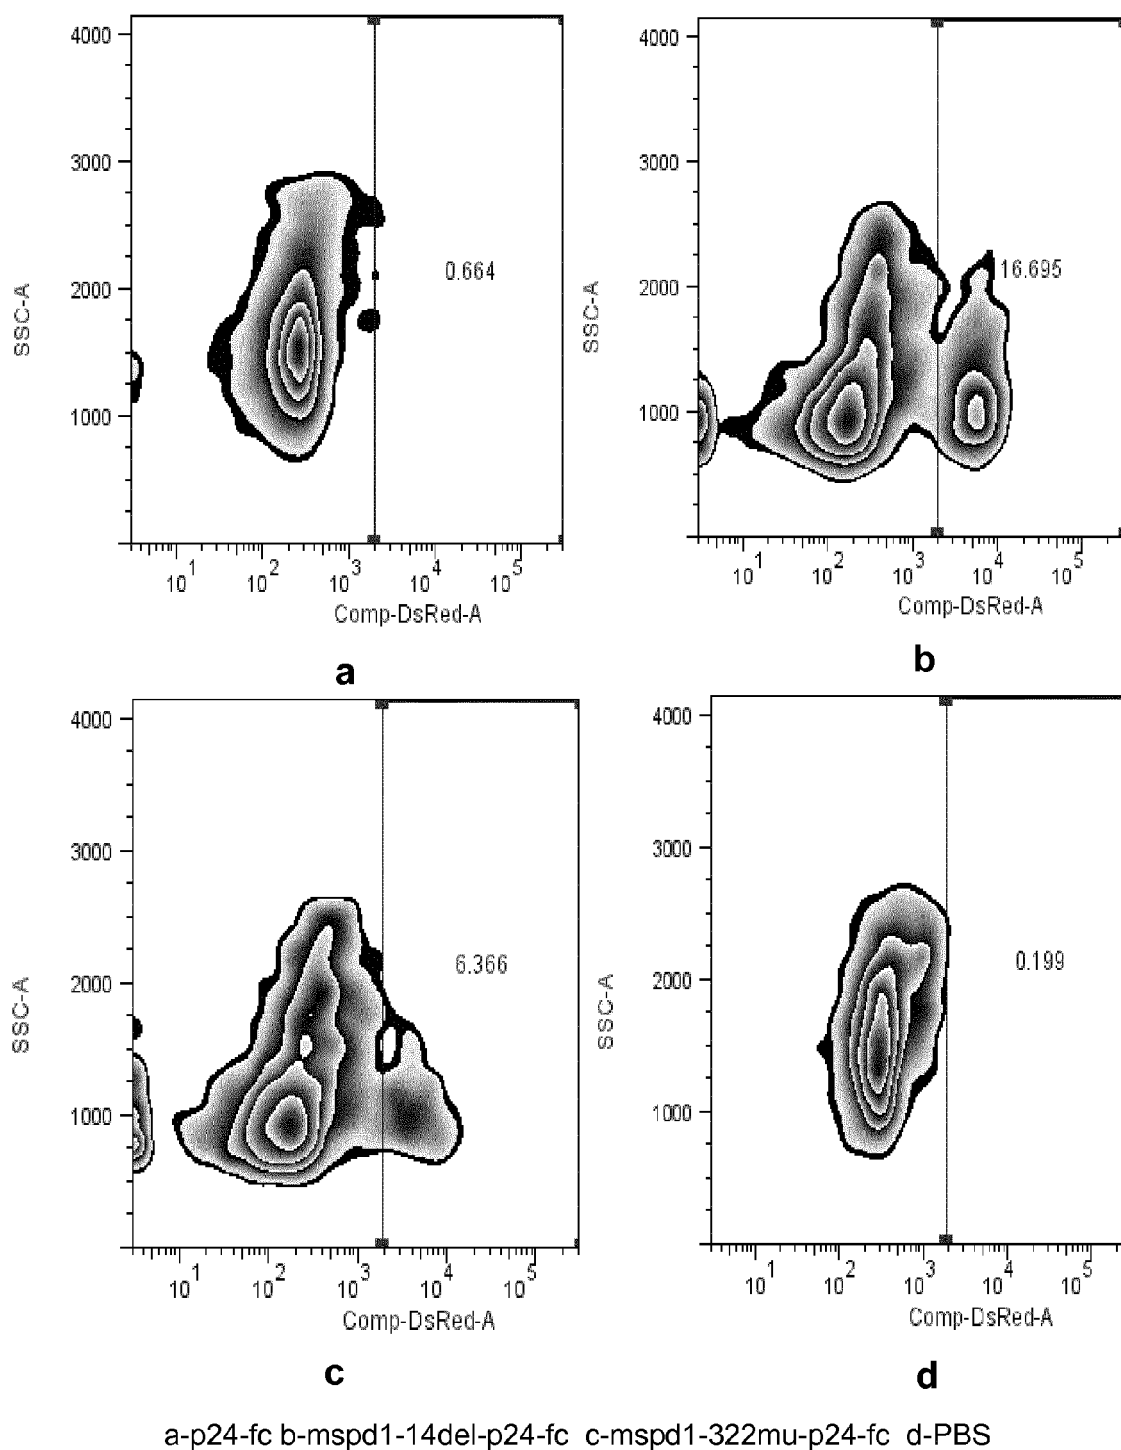 4000
3000
2000
1000
SSC-A
0.664
10^1 10^2 10^3 10^4 10^5
Comp-DsRed-A
a
4000
3000
2000
1000
SSC-A
16.695
10^1 10^2 10^3 10^4 10^5
Comp-DsRed-A
b
4000
3000
2000
1000
SSC-A
6.366
10^1 10^2 10^3 10^4 10^5
Comp-DsRed-A
c
4000
3000
2000
1000
SSC-A
0.199
10^1 10^2 10^3 10^4 10^5
Comp-DsRed-A
d
a-p24-fc b-mspd1-14del-p24-fc c-mspd1-322mu-p24-fc d-PBS